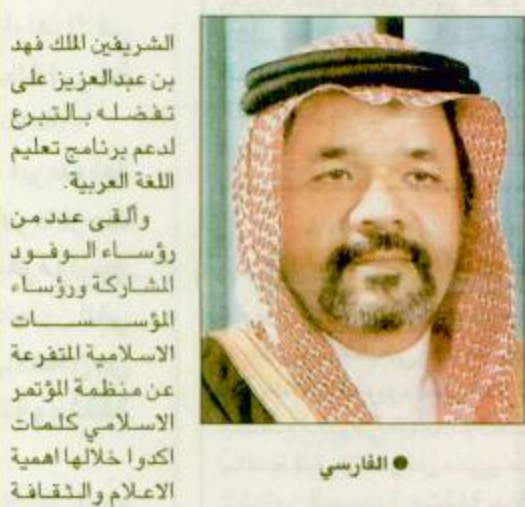 الشريفين الملك فهد
بن عبدالعزيز على
تفضله بالتبرع
لدعم برنامج تعليم
اللغة العربية.
وألقى عدد من
رؤساء الوفود
المشاركة ورؤساء
المؤسسات
الاسلامية المتفرعة
عن منظمة المؤتمر
الاسلامي كلمات
اكدوا خلالها اهمية
الاعلام والثقافة
● الفارسي